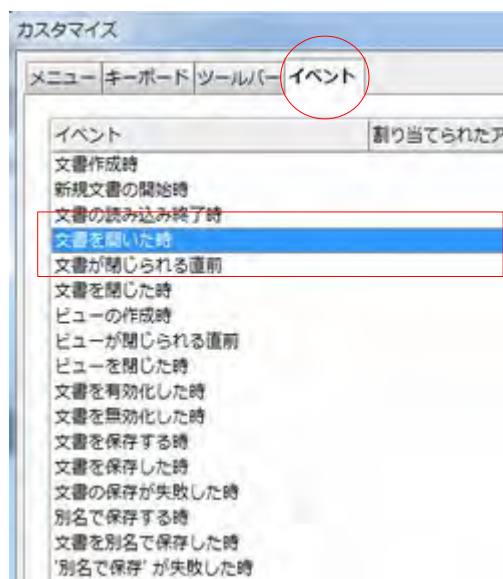 カスタマイズ
メニュー キーボード ツールバー イベント
イベント 割り当てられたア
文書作成時
新規文書の開始時
文書の読み込み終了時
文書を開いた時
文書が閉じられる直前
文書を閉じた時
ビューの作成時
ビューが閉じられる直前
ビューを閉じた時
文書を有効化した時
文書を無効化した時
文書を保存する時
文書を保存した時
文書の保存が失敗した時
別名で保存する時
文書を別名で保存した時
'別名で保存' が失敗した時